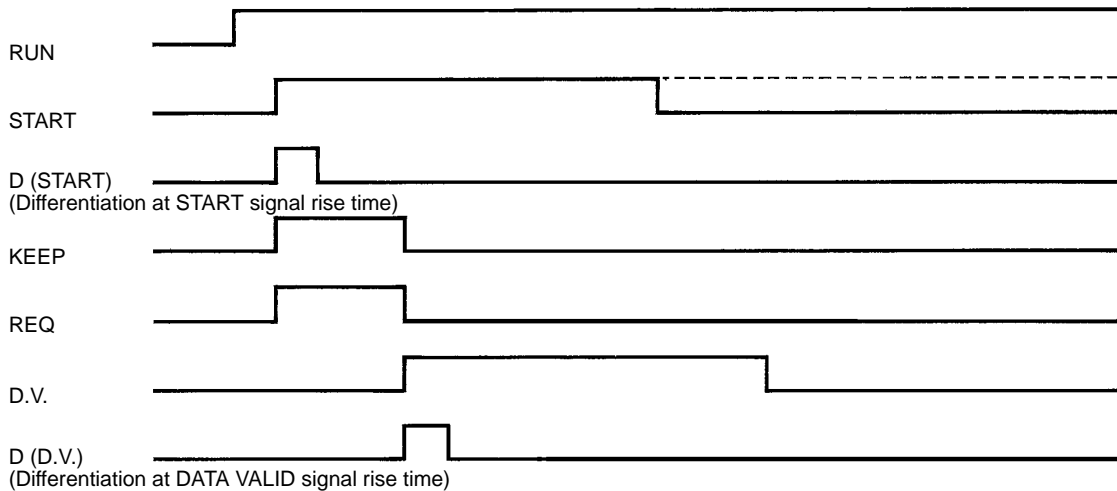 RUN
START
D (START)
(Differentiation at START signal rise time)
KEEP
REQ
D.V.
D (D.V.)
(Differentiation at DATA VALID signal rise time)